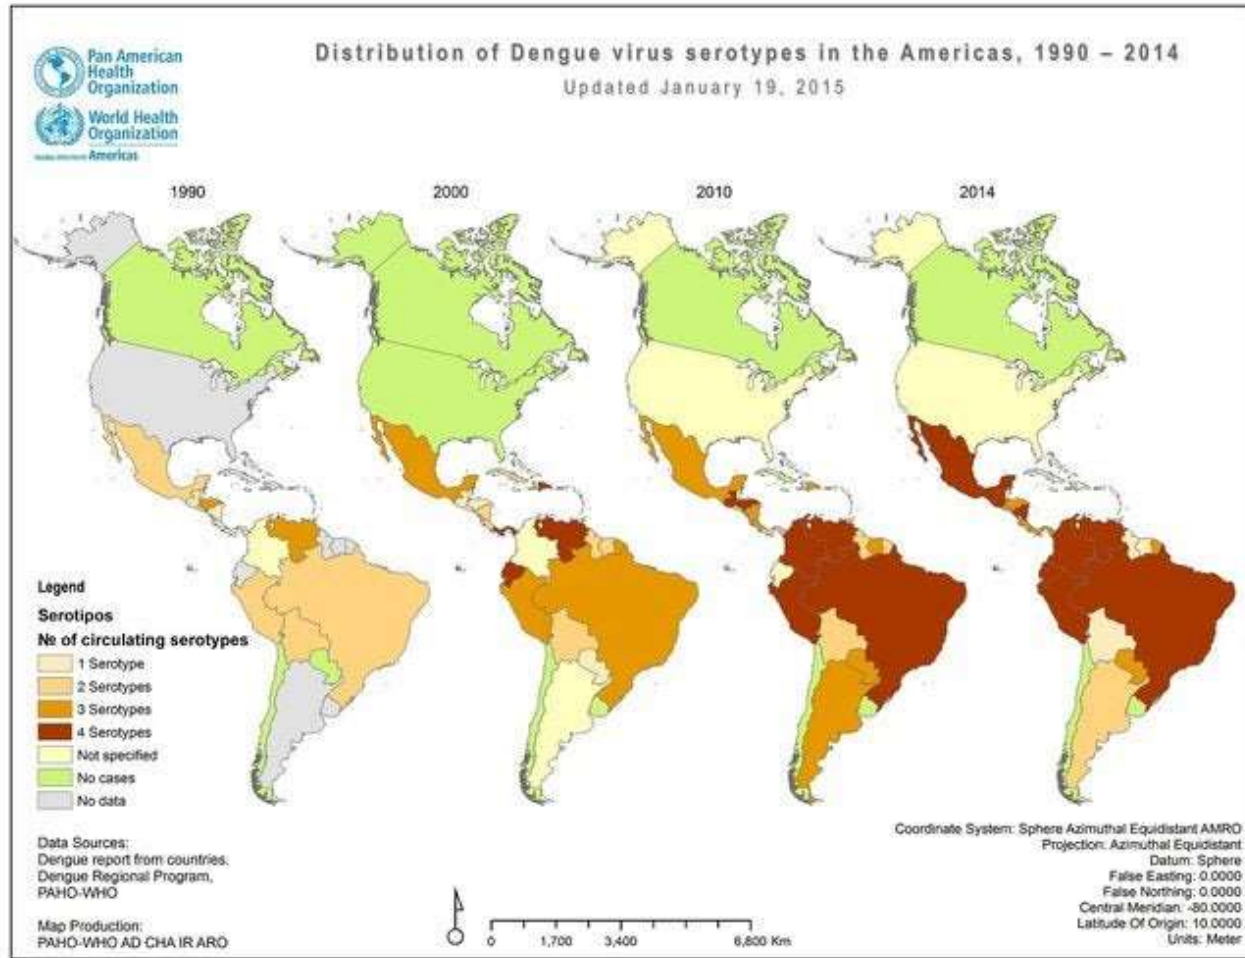 Pan American
Health
Organization
World Health
Organization
Americas
Distribution of Dengue virus serotypes in the Americas, 1990 – 2014
Updated January 19, 2015
1990
2000
2010
2014
Legend
Serotipos
№ of circulating serotypes
1 Serotype
2 Serotypes
3 Serotypes
4 Serotypes
Not specified
No cases
No data
Data Sources:
Dengue report from countries.
Dengue Regional Program,
PAHO-WHO
Map Production:
PAHO-WHO AD CHA IR ARO
0 1,700 3,400 6,800 Km
Coordinate System: Sphere Azimuthal Equidistant AMRO
Projection: Azimuthal Equidistant
Datum: Sphere
False Easting: 0.0000
False Northing: 0.0000
Central Meridian: -80.0000
Latitude Of Origin: 10.0000
Units: Meter